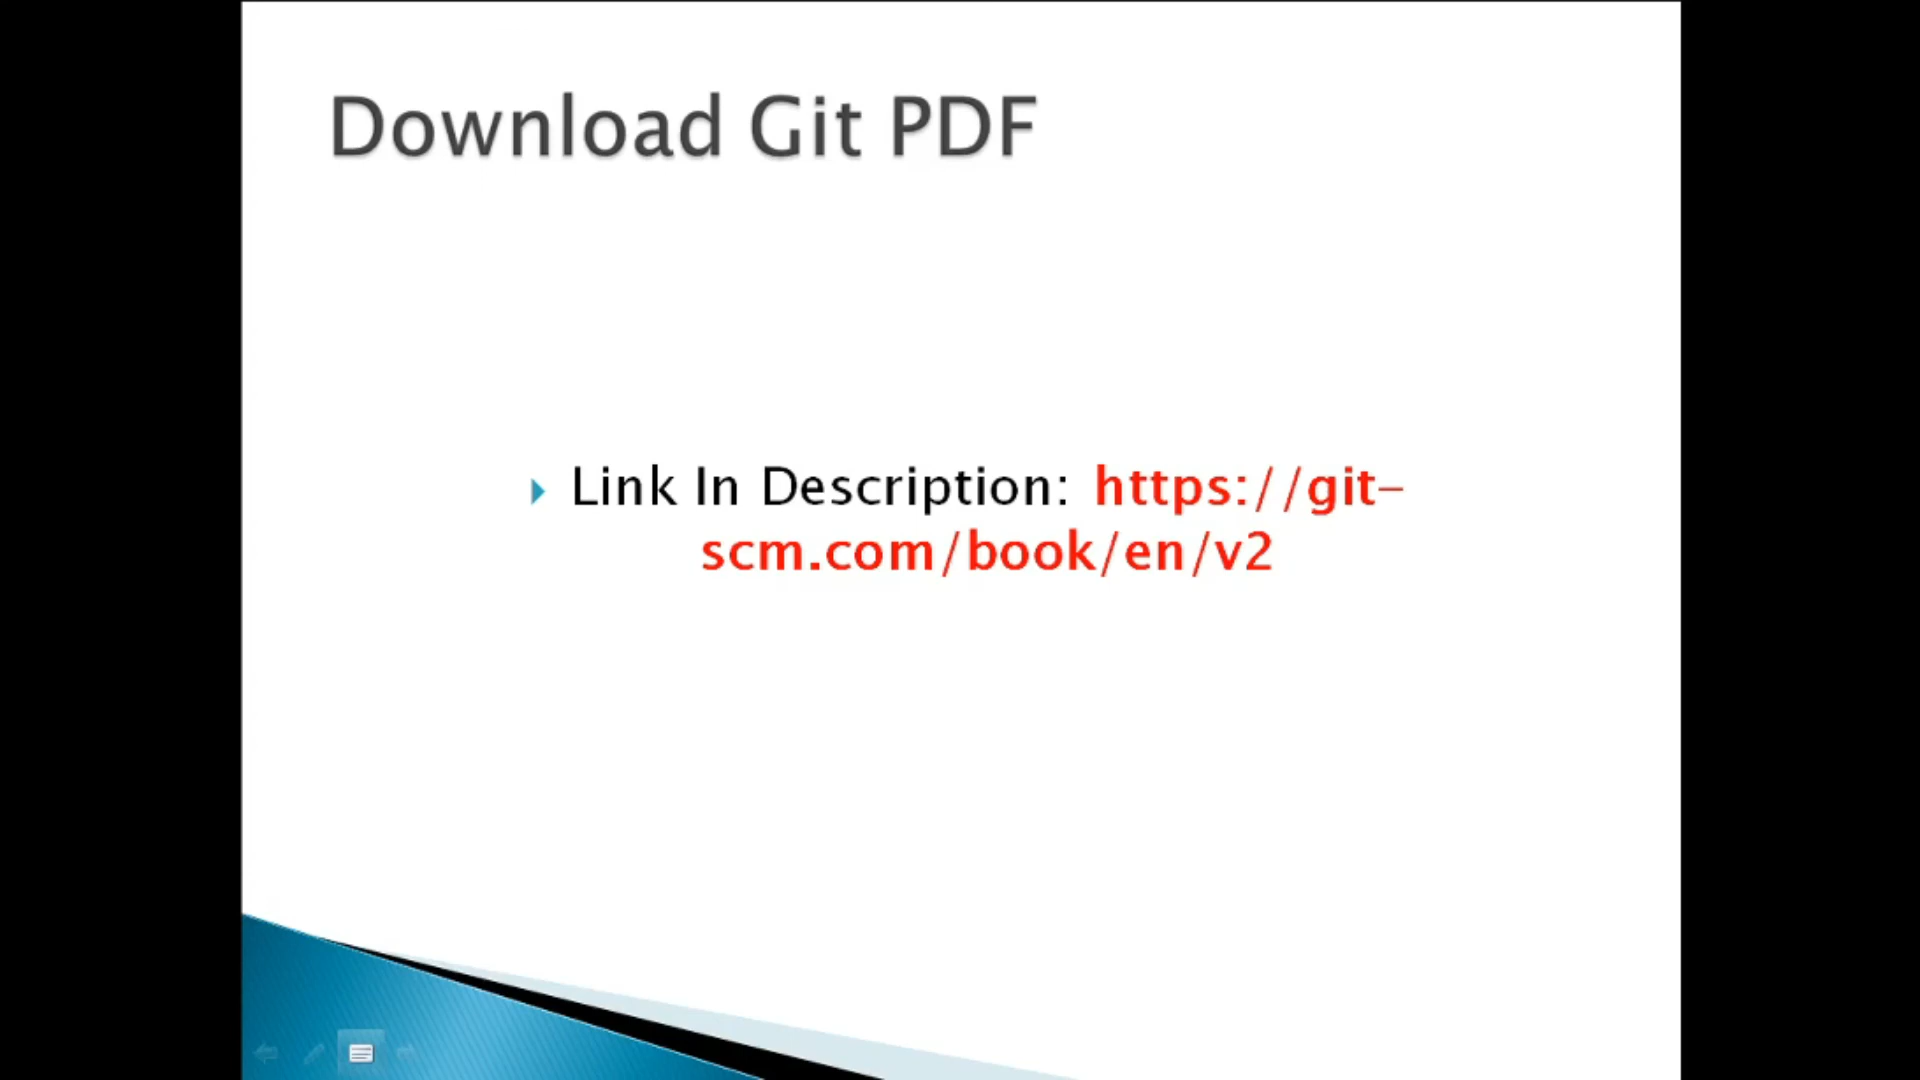 Download Git PDF
Link In Description: https://git-
scm.com/book/en/v2